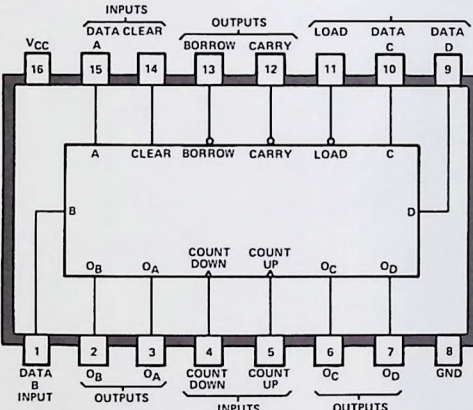 INPUTS
OUTPUTS
VCC
DATA CLEAR
A
BORROW CARRY
LOAD
DATA
C
DATA
D
16 15 14 13 12 11 10 9
A CLEAR BORROW CARRY LOAD C
B
D
OB OA COUNT DOWN COUNT UP OC OD
1 2 3 4 5 6 7 8
DATA
B
INPUT
OB OA
COUNT
DOWN
COUNT
UP
OC OD
GND
OUTPUTS
INPUTS
OUTPUTS